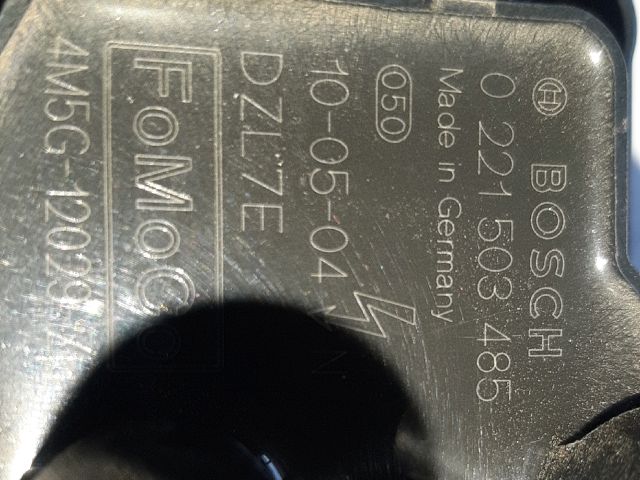 BOSCH
0 221 503 485
Made in Germany
050
10-05-04 N
DZL7E
FoMoCo
4M5G-12029-